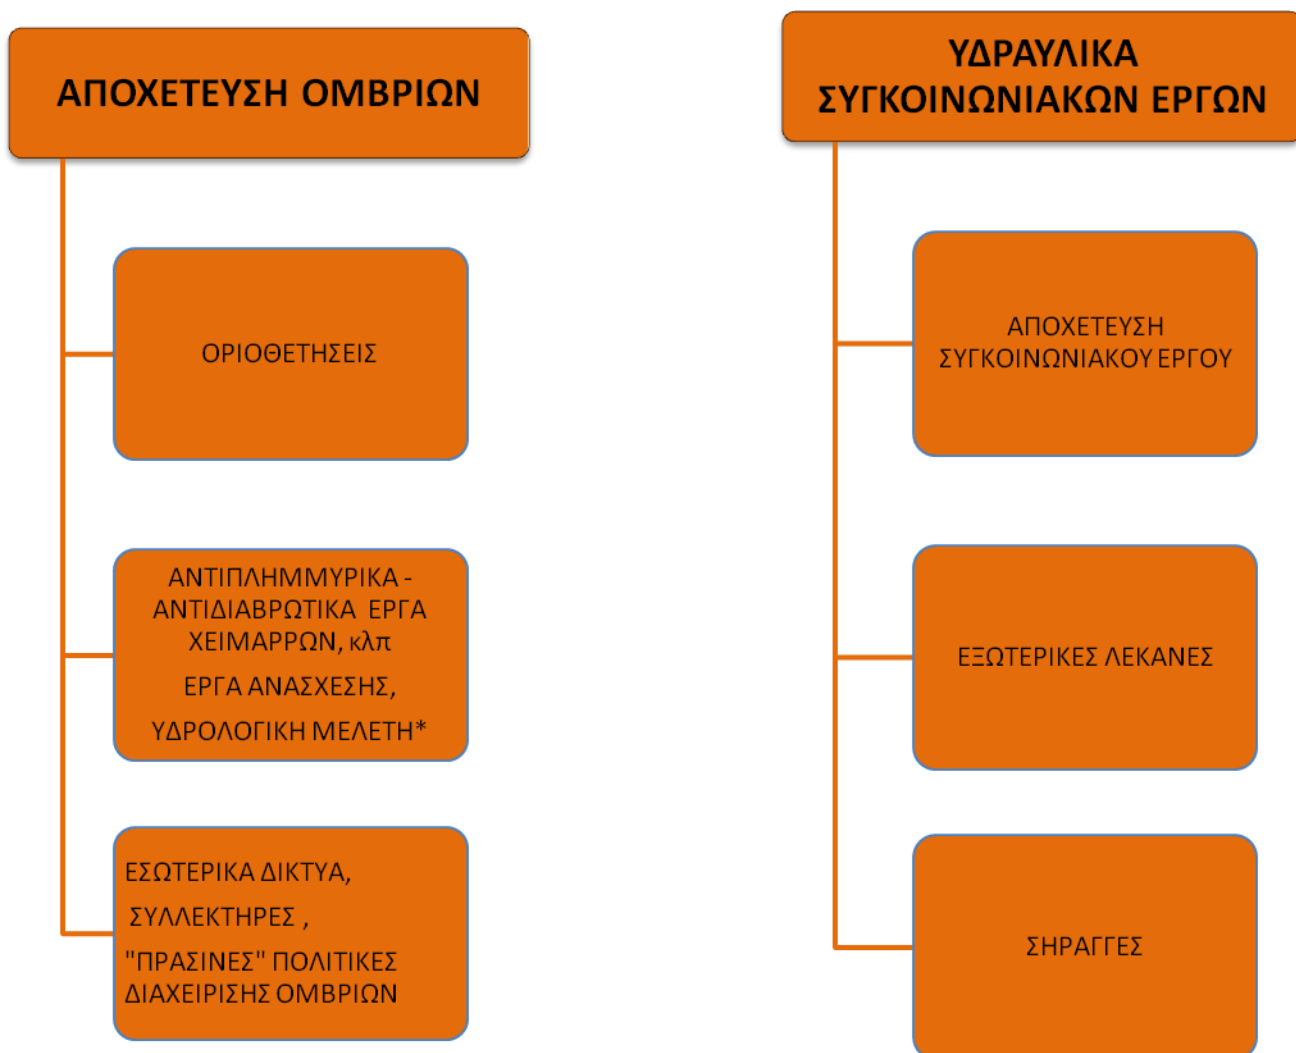 ΑΠΟΧΕΤΕΥΣΗ ΟΜΒΡΙΩΝ
ΟΡΙΟΘΕΤΗΣΕΙΣ
ΑΝΤΙΠΛΗΜΜΥΡΙΚΑ -
ΑΝΤΙΔΙΑΒΡΩΤΙΚΑ ΕΡΓΑ
ΧΕΙΜΑΡΡΩΝ, κλπ
ΕΡΓΑ ΑΝΑΣΧΕΣΗΣ,
ΥΔΡΟΛΟΓΙΚΗ ΜΕΛΕΤΗ*
ΕΣΩΤΕΡΙΚΑ ΔΙΚΤΥΑ,
ΣΥΛΛΕΚΤΗΡΕΣ ,
"ΠΡΑΣΙΝΕΣ" ΠΟΛΙΤΙΚΕΣ
ΔΙΑΧΕΙΡΙΣΗΣ ΟΜΒΡΙΩΝ
ΥΔΡΑΥΛΙΚΑ
ΣΥΓΚΟΙΝΩΝΙΑΚΩΝ ΕΡΓΩΝ
ΑΠΟΧΕΤΕΥΣΗ
ΣΥΓΚΟΙΝΩΝΙΑΚΟΥ ΕΡΓΟΥ
ΕΞΩΤΕΡΙΚΕΣ ΛΕΚΑΝΕΣ
ΣΗΡΑΓΓΕΣ